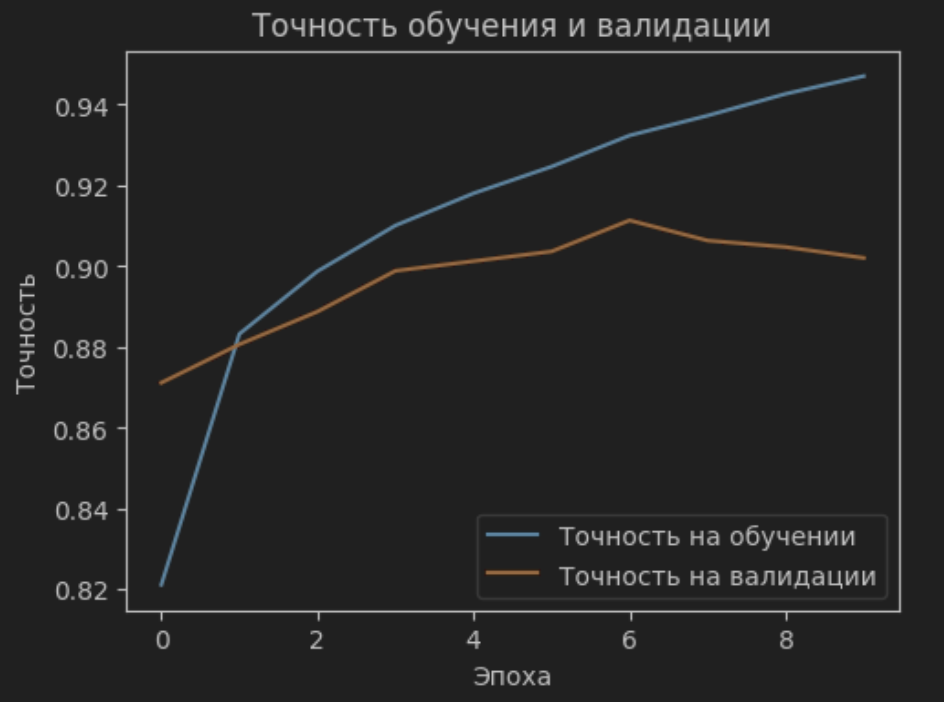 Точность обучения и валидации
Точность
0.94
0.92
0.90
0.88
0.86
0.84
0.82
Точность на обучении
Точность на валидации
0 2 4 6 8
Эпоха